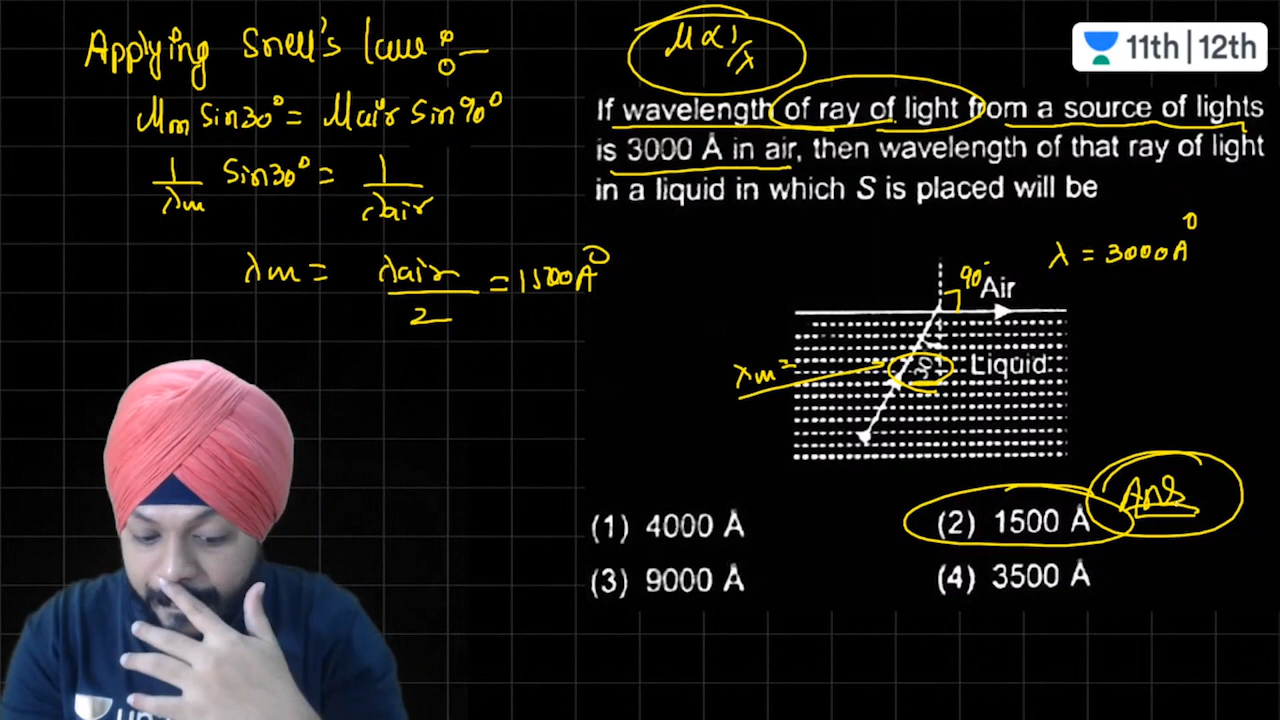 Applying Snell's law :-
μm Sin30° = μair Sin90°
1/λm Sin30° = 1/λair
λm = λair/2 = 1500A°
μ α 1/λ
11th | 12th
If wavelength of ray of light from a source of lights
is 3000 Å in air, then wavelength of that ray of light
in a liquid in which S is placed will be
λ = 3000A°
90°
Air
λm =
Liquid
(1) 4000 Å
(2) 1500 Å
Ans
(3) 9000 Å
(4) 3500 Å